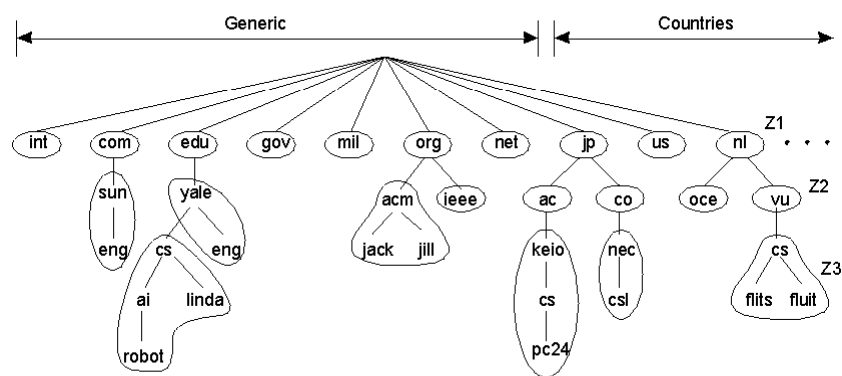 Generic Countries
int com edu gov mil org net jp us nl Z1 . . .
sun yale acm ieee ac co oce vu Z2
eng eng jack jill keio nec cs
cs Z3
ai linda cs csl flits fluit
robot pc24